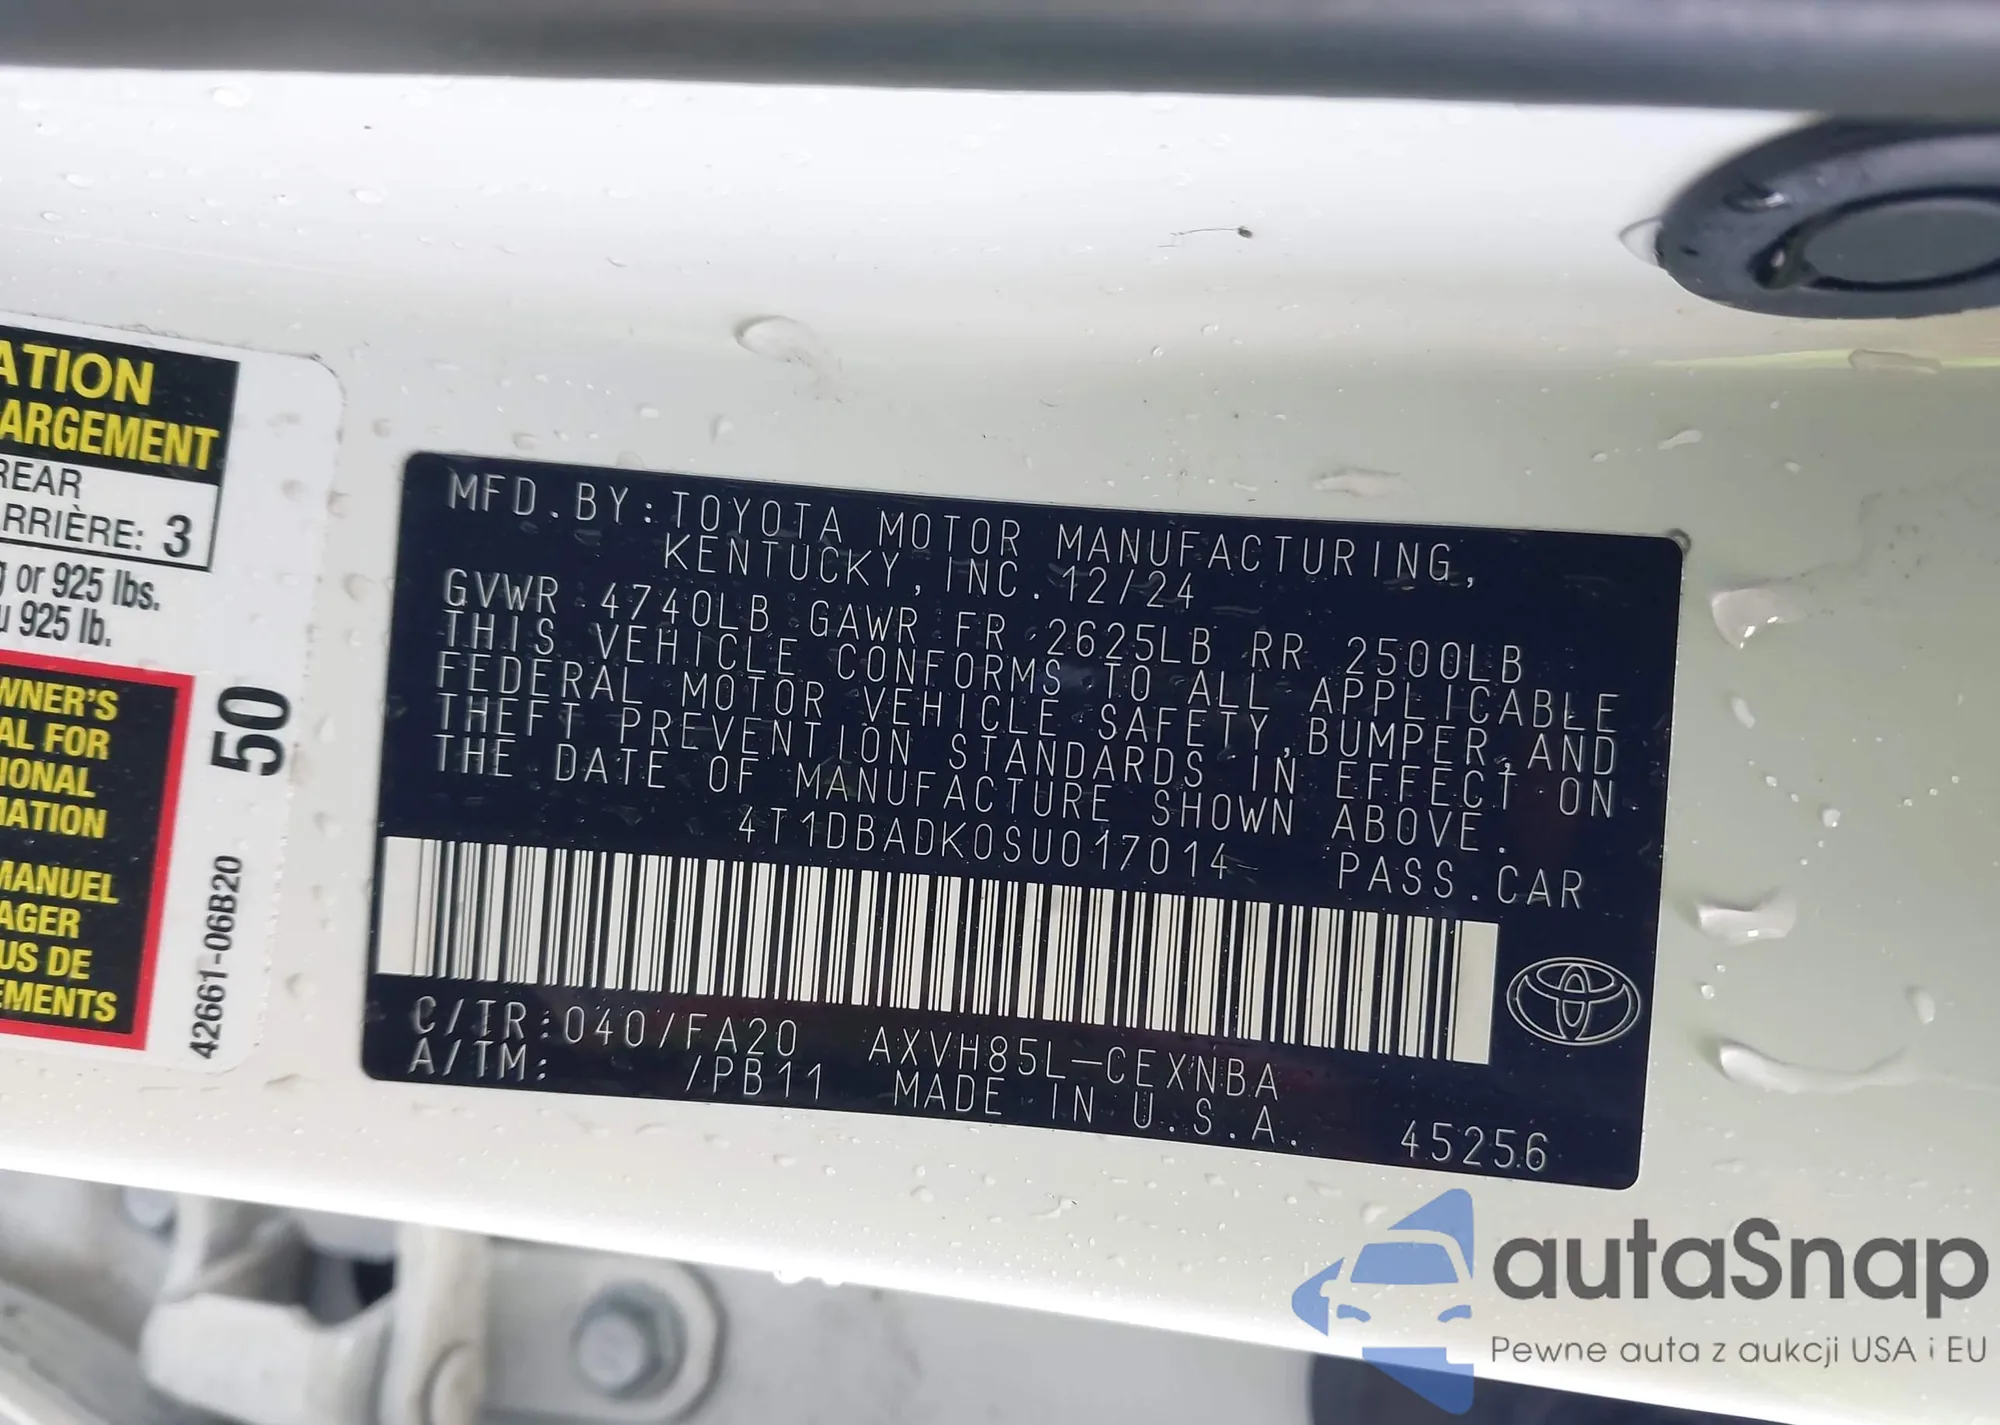 ATION
ARGEMENT
REAR
RRIÈRE: 3
g or 925 lbs.
u 925 lb.
WNER'S
AL FOR
IONAL
MATION
MANUEL
AGER
US DE
EMENTS
50
42661-06B20
MFD.BY:TOYOTA MOTOR MANUFACTURING,
KENTUCKY,INC.12/24
GVWR 4740LB GAWR FR 2625LB RR 2500LB
THIS VEHICLE CONFORMS TO ALL APPLICABLE
FEDERAL MOTOR VEHICLE SAFETY,BUMPER,AND
THEFT PREVENTION STANDARDS IN EFFECT ON
THE DATE OF MANUFACTURE SHOWN ABOVE.
4T1DBADK0SU017014 PASS.CAR
C/TR:040/FA20 AXVH85L-CEXNBA
A/TM: /PB11 MADE IN U.S.A. 45256
autaSnap
Pewne auta z aukcji USA i EU